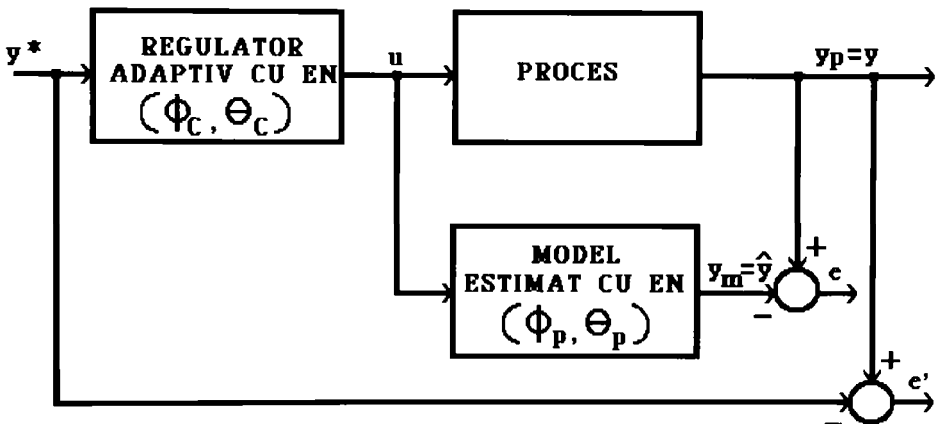 y*
REGULATOR
ADAPTIV CU EN
(ϕC, ΘC)
u
PROCES
yp=y
MODEL
ESTIMAT CU EN
(ϕp, Θp)
ym=ŷ
+
e
−
+
e'
−